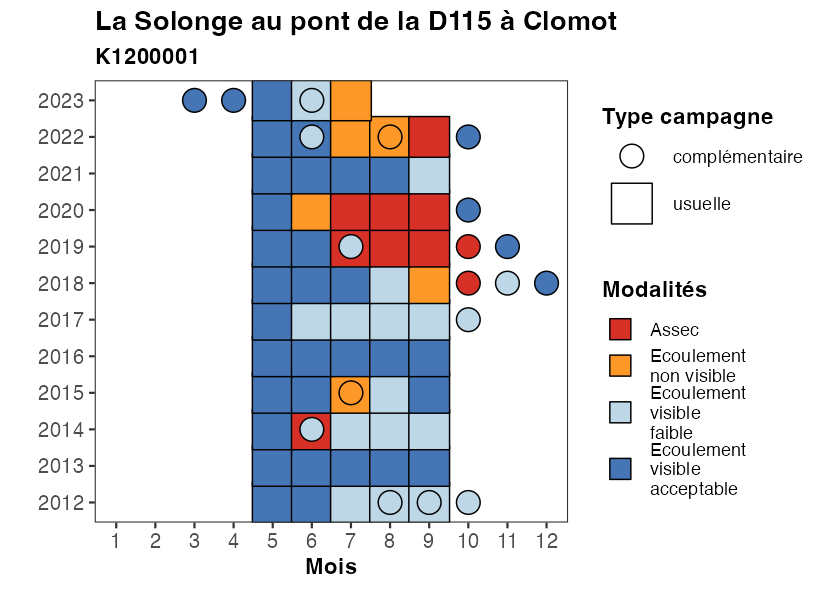 La Solonge au pont de la D115 à Clomot
K1200001
2023
2022
2021
2020
2019
2018
2017
2016
2015
2014
2013
2012
1 2 3 4 5 6 7 8 9 10 11 12
Mois
Type campagne
complémentaire
usuelle
Modalités
Assec
Ecoulement
non visible
Ecoulement
visible
faible
Ecoulement
visible
acceptable